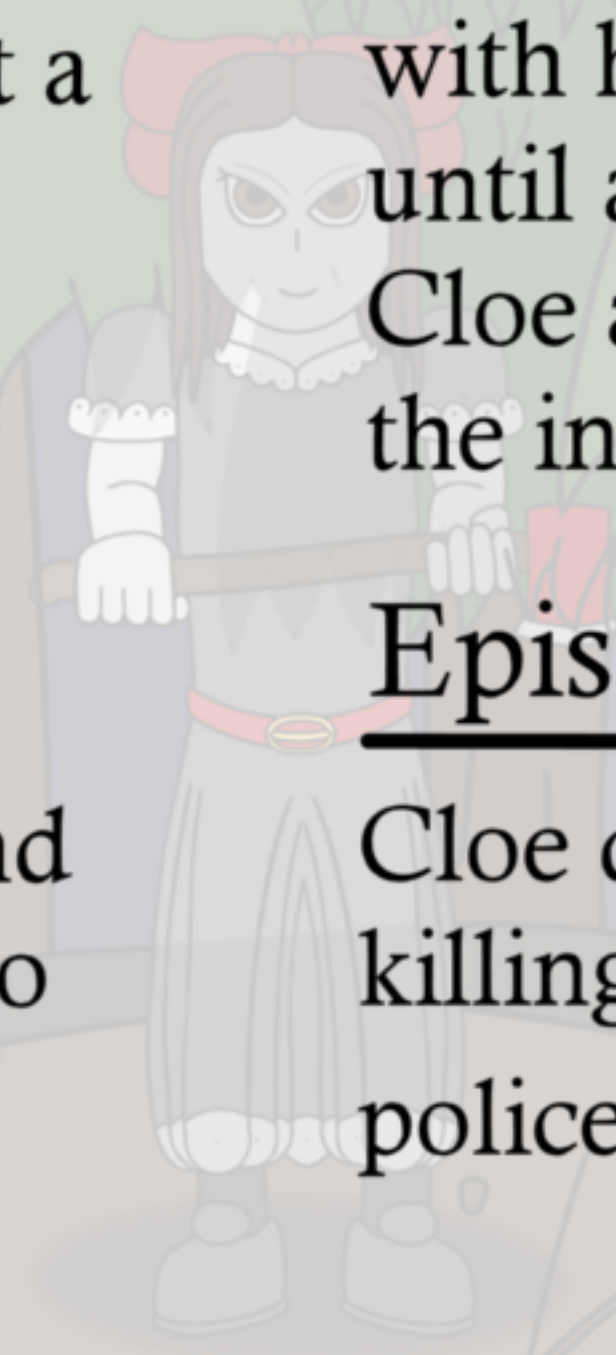 t a
nd
o
with h
until a
Cloe a
the in
Epis
Cloe c
killing
police